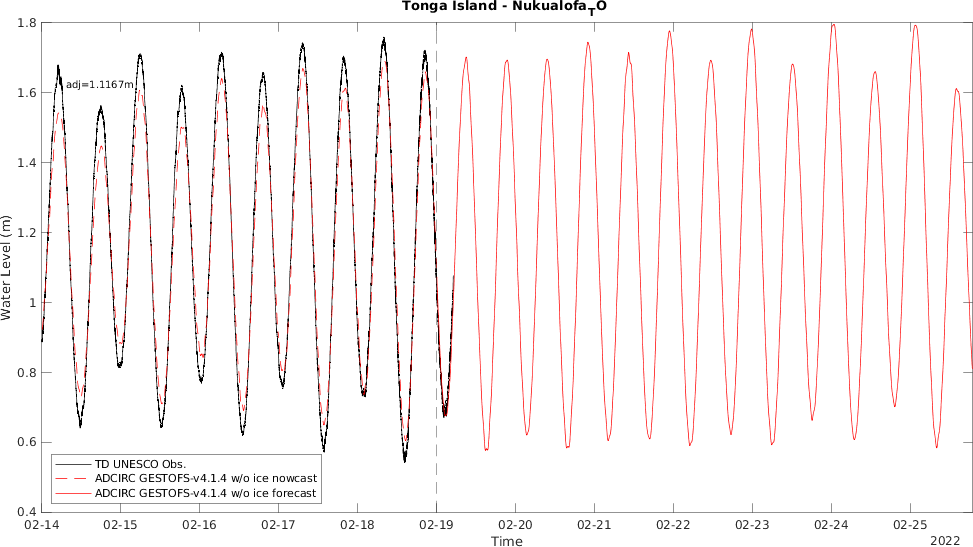 Tonga Island - NukualofaTO
1.8
adj=1.1167m
1.6
1.4
1.2
Water Level (m)
1
0.8
0.6
TD UNESCO Obs.
ADCIRC GESTOFS-v4.1.4 w/o ice nowcast
ADCIRC GESTOFS-v4.1.4 w/o ice forecast
0.4
02-14 02-15 02-16 02-17 02-18 02-19 02-20 02-21 02-22 02-23 02-24 02-25
Time
2022